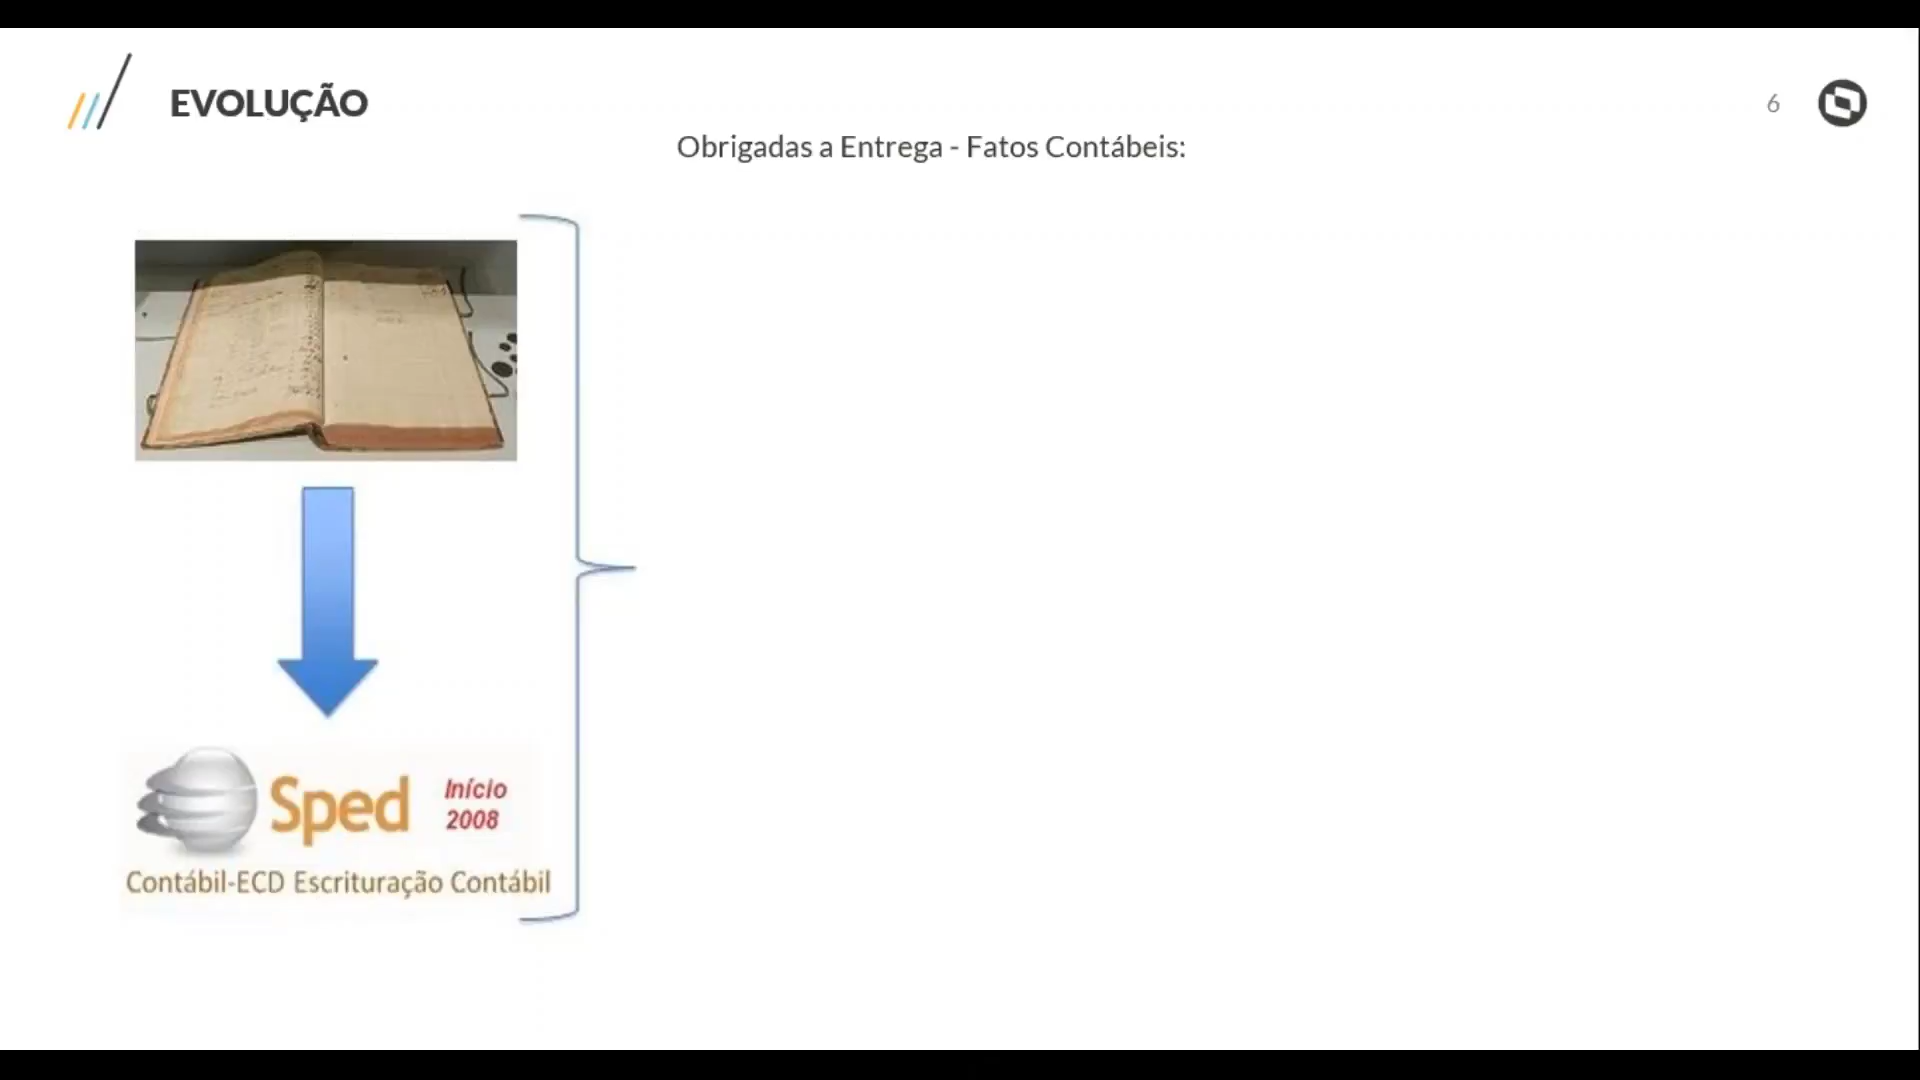 EVOLUÇÃO
6
Obrigadas a Entrega - Fatos Contábeis:
Sped
Início
2008
Contábil-ECD Escrituração Contábil